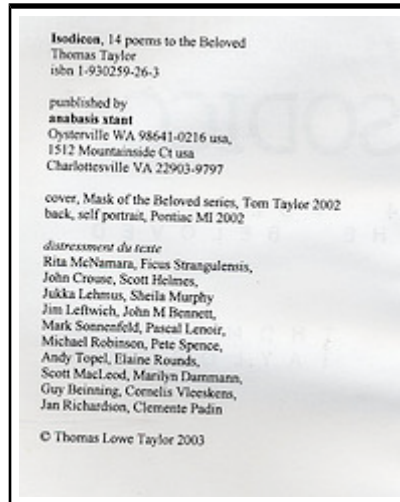 Isodicon, 14 poems to the Beloved
Thomas Taylor
isbn 1-930259-26-3
punblished by
anabasis xtant
Oysterville WA 98641-0216 usa,
1512 Mountainside Ct usa
Charlottesville VA 22903-9797
cover, Mask of the Beloved series, Tom Taylor 2002
back, self portrait, Pontiac MI 2002
distressment du texte
Rita McNamara, Ficus Strangulensis,
John Crouse, Scott Helmes,
Jukka Lehmus, Sheila Murphy
Jim Leftwich, John M Bennett,
Mark Sonnenfeld, Pascal Lenoir,
Michael Robinson, Pete Spence,
Andy Topel, Elaine Rounds,
Scott MacLeod, Marilyn Dammann,
Guy Beinning, Cornelis Vleeskens,
Jan Richardson, Clemente Padin
© Thomas Lowe Taylor 2003